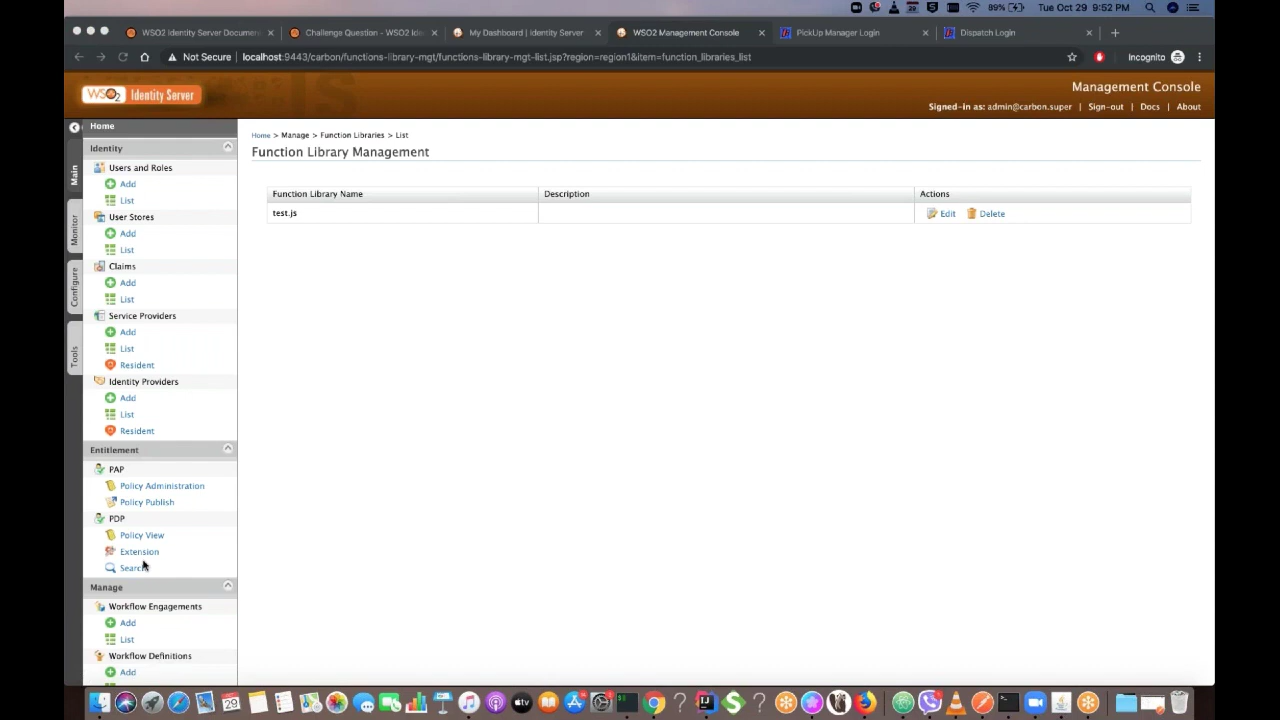 89% Tue Oct 29 9:52 PM
WSO2 Identity Server Documen
Challenge Question - WSO2 Ide
My Dashboard | Identity Server
WSO2 Management Console
PickUp Manager Login
Dispatch Login
Not Secure | localhost:9443/carbon/functions-library-mgt/functions-library-mgt-list.jsp?region=region1&item=function_libraries_list
Incognito
WSO2 Identity Server
Management Console
Signed-in as: admin@carbon.super | Sign-out | Docs | About
Home
Identity
Users and Roles
Add
List
User Stores
Add
List
Claims
Add
List
Service Providers
Add
List
Resident
Identity Providers
Add
List
Resident
Entitlement
PAP
Policy Administration
Policy Publish
PDP
Policy View
Extension
Search
Manage
Workflow Engagements
Add
List
Workflow Definitions
Add
Main
Monitor
Configure
Tools
Home > Manage > Function Libraries > List
Function Library Management
Function Library Name Description Actions
test.js Edit Delete